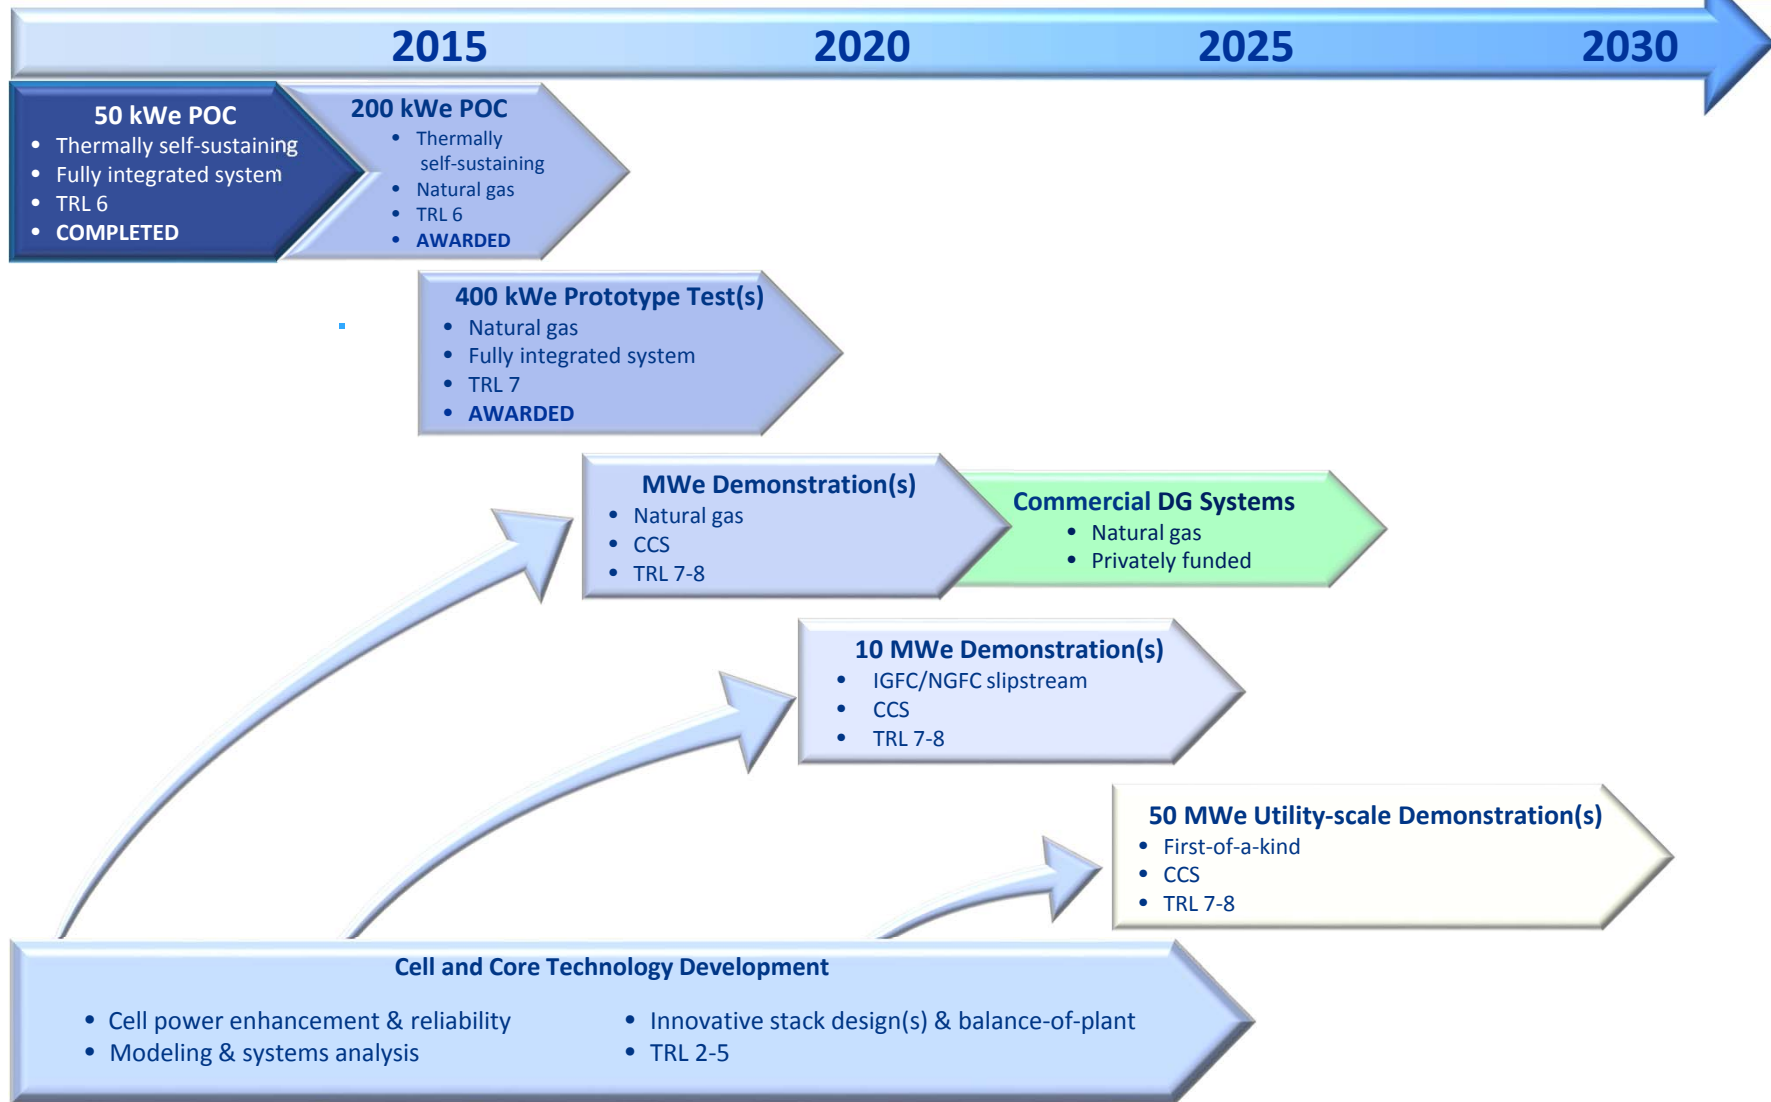 2015 2020 2025 2030
50 kWe POC
• Thermally self-sustaining
• Fully integrated system
• TRL 6
• COMPLETED
200 kWe POC
• Thermally
self-sustaining
• Natural gas
• TRL 6
• AWARDED
400 kWe Prototype Test(s)
• Natural gas
• Fully integrated system
• TRL 7
• AWARDED
MWe Demonstration(s)
• Natural gas
• CCS
• TRL 7-8
Commercial DG Systems
• Natural gas
• Privately funded
10 MWe Demonstration(s)
• IGFC/NGFC slipstream
• CCS
• TRL 7-8
50 MWe Utility-scale Demonstration(s)
• First-of-a-kind
• CCS
• TRL 7-8
Cell and Core Technology Development
• Cell power enhancement & reliability
• Modeling & systems analysis
• Innovative stack design(s) & balance-of-plant
• TRL 2-5